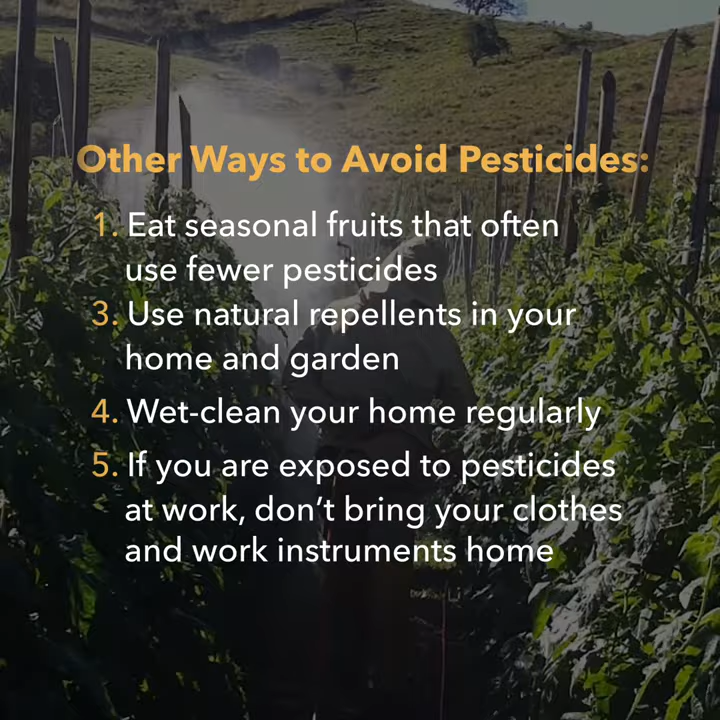 Other Ways to Avoid Pesticides:
1. Eat seasonal fruits that often
use fewer pesticides
3. Use natural repellents in your
home and garden
4. Wet-clean your home regularly
5. If you are exposed to pesticides
at work, don’t bring your clothes
and work instruments home